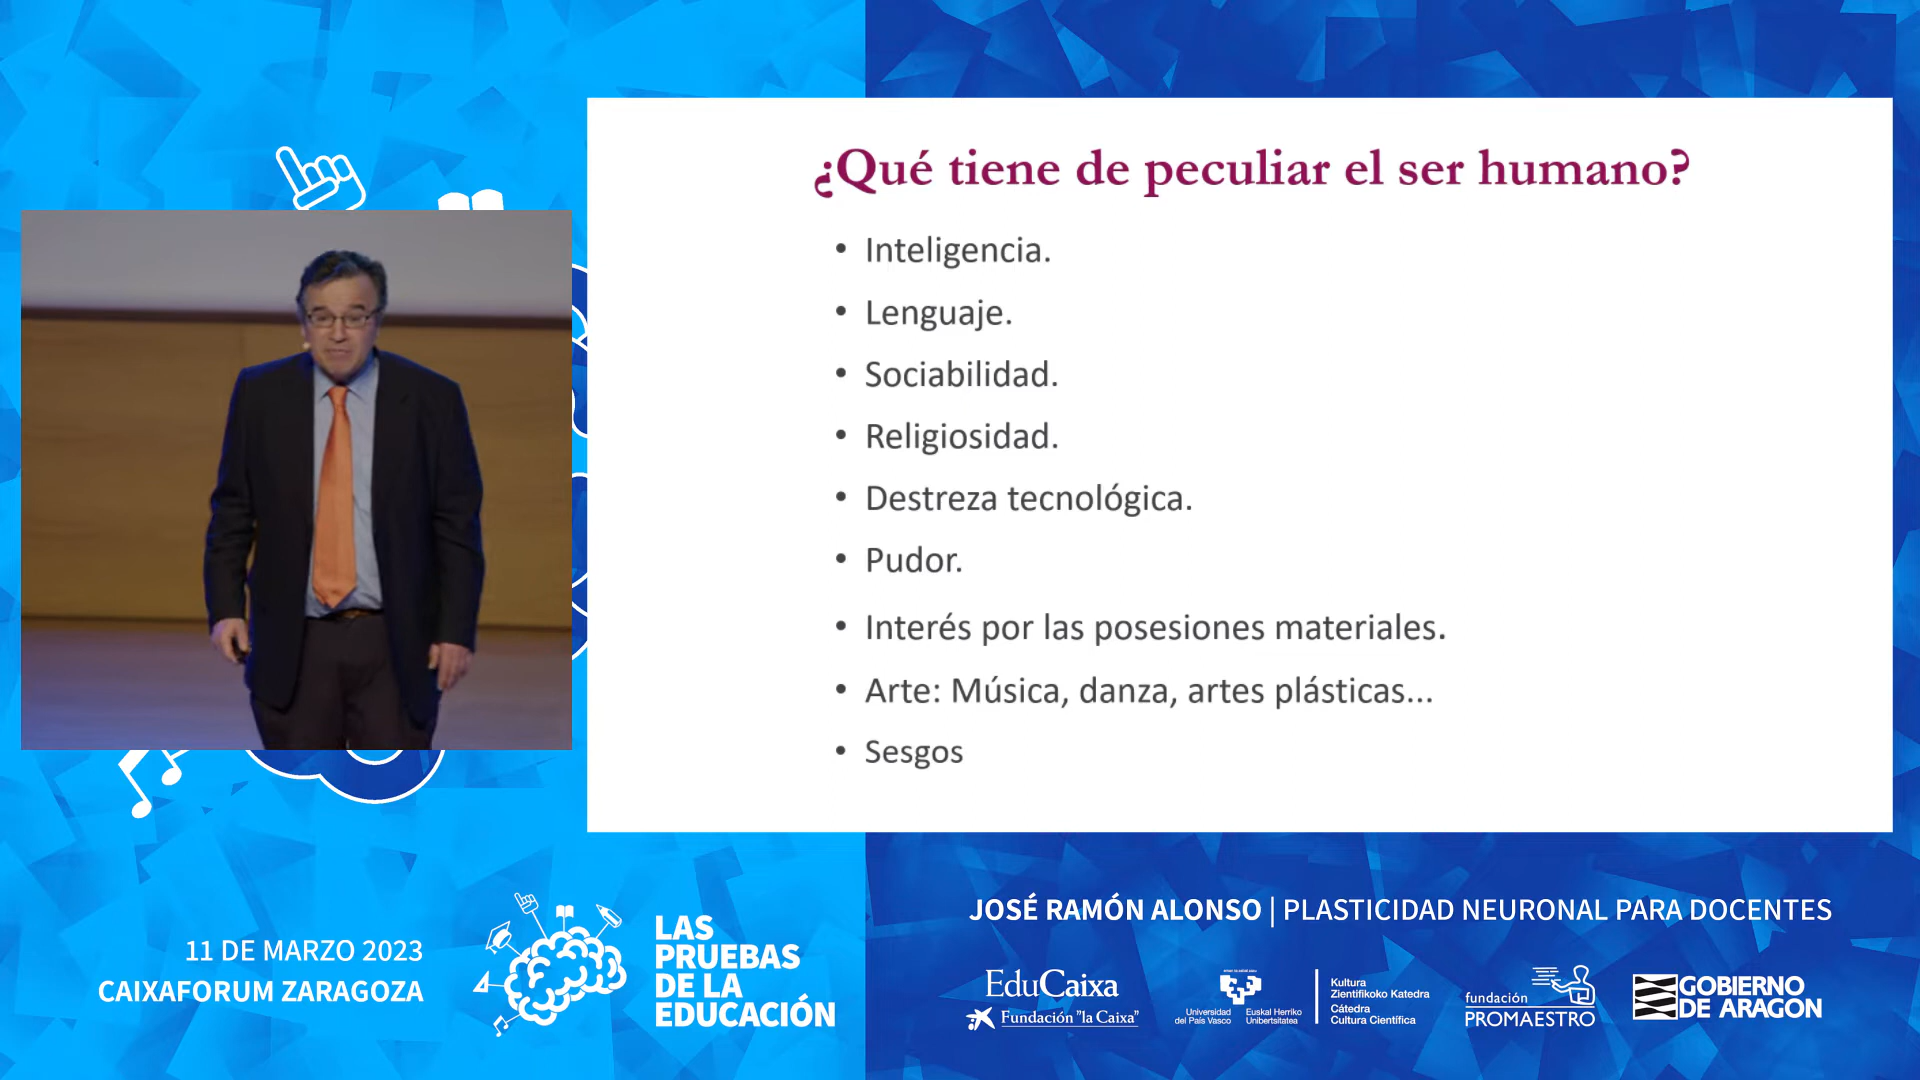 ¿Qué tiene de peculiar el ser humano?
• Inteligencia.
• Lenguaje.
• Sociabilidad.
• Religiosidad.
• Destreza tecnológica.
• Pudor.
• Interés por las posesiones materiales.
• Arte: Música, danza, artes plásticas...
• Sesgos
11 DE MARZO 2023
CAIXAFORUM ZARAGOZA
LAS
PRUEBAS
DE LA
EDUCACIÓN
JOSÉ RAMÓN ALONSO | PLASTICIDAD NEURONAL PARA DOCENTES
EduCaixa
Fundación "la Caixa"
Universidad
del País Vasco
Euskal Herriko
Unibertsitatea
Kultura
Zientifikoko Katedra
Cátedra
Cultura Científica
fundación
PROMAESTRO
GOBIERNO
DE ARAGON